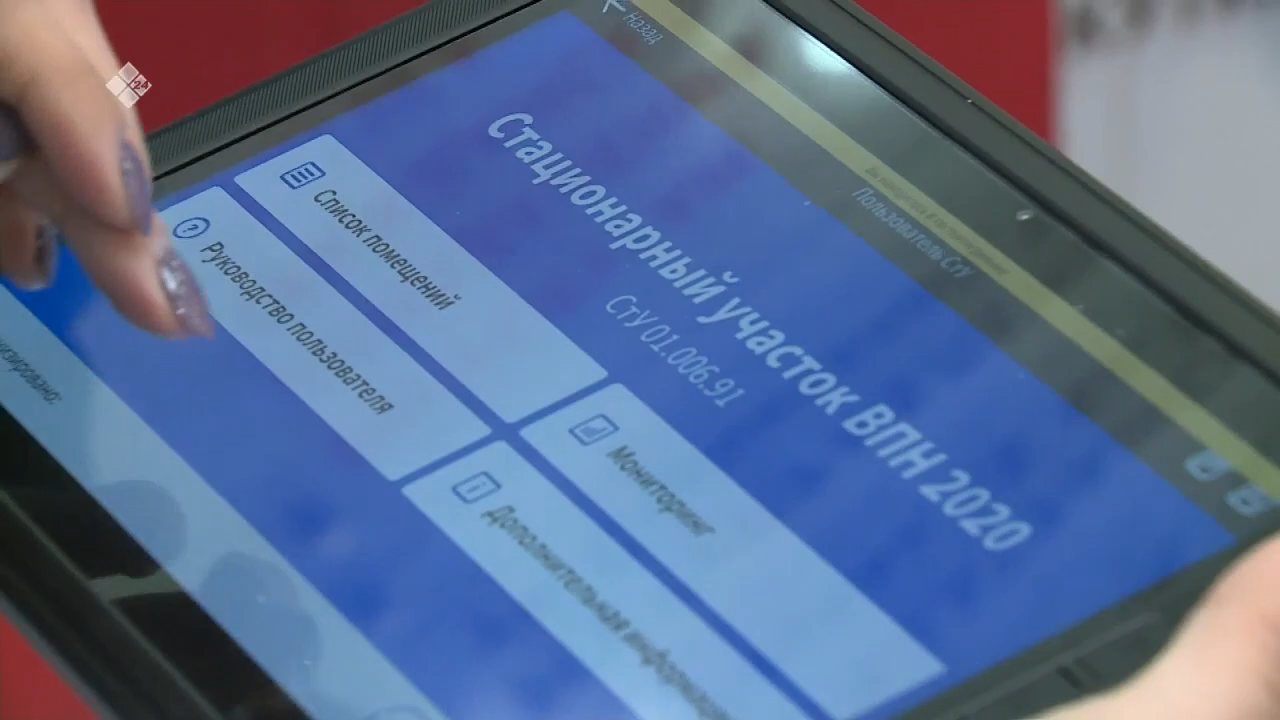 Назад
Пользователь СтУ
Стационарный участок ВПН 2020
СтУ 01.006.91
Список помещений
Мониторинг
Руководство пользователя
Дополнительная